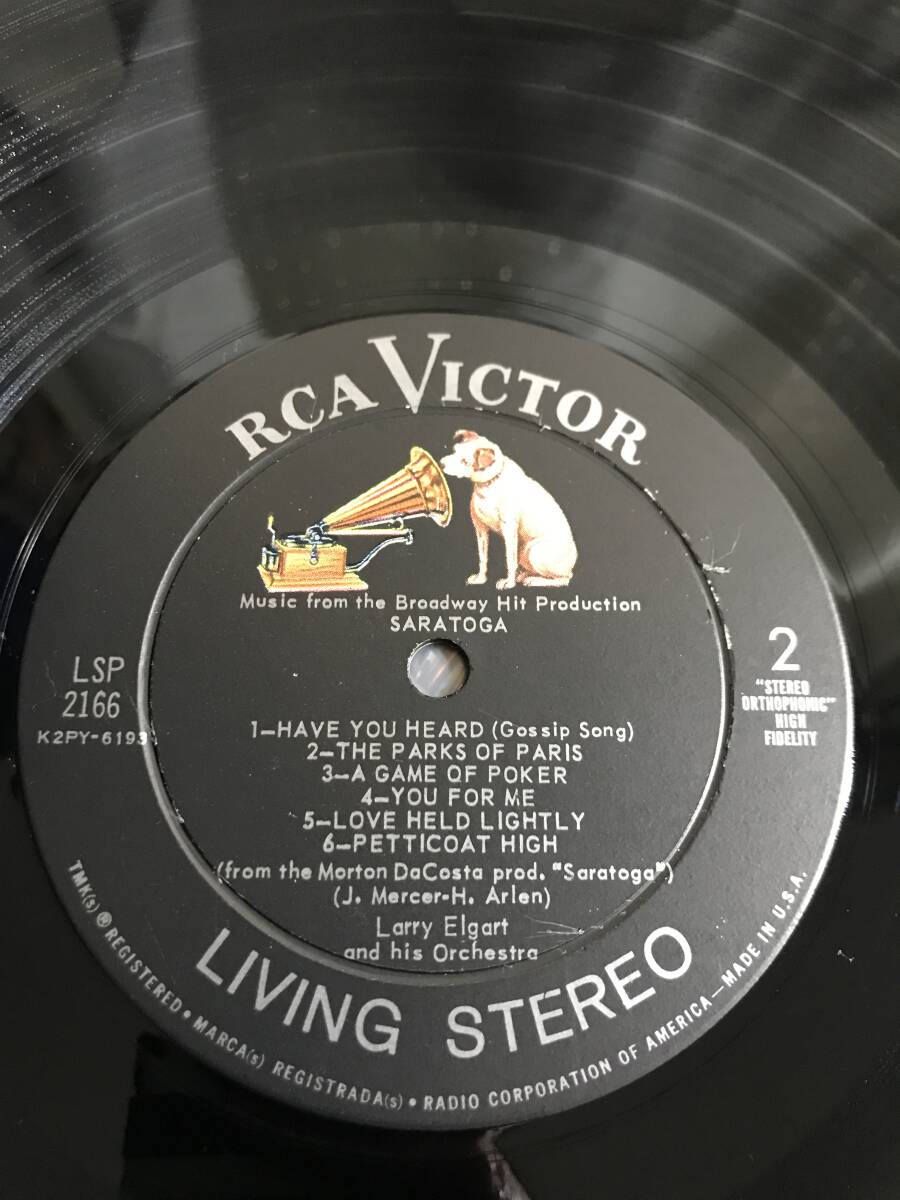 RCA VICTOR
Music from the Broadway Hit Production
SARATOGA
LSP
2166
K2PY-6193
2
"STEREO
ORTHOPHONIC"
HIGH
FIDELITY
1-HAVE YOU HEARD (Gossip Song)
2-THE PARKS OF PARIS
3-A GAME OF POKER
4-YOU FOR ME
5-LOVE HELD LIGHTLY
6-PETTICOAT HIGH
(from the Morton DaCosta prod. "Saratoga")
(J. Mercer-H. Arlen)
Larry Elgart
and his Orchestra
LIVING STEREO
TMK(s) ® REGISTERED • MARCA(s) REGISTRADA(s) • RADIO CORPORATION OF AMERICA—MADE IN U.S.A.